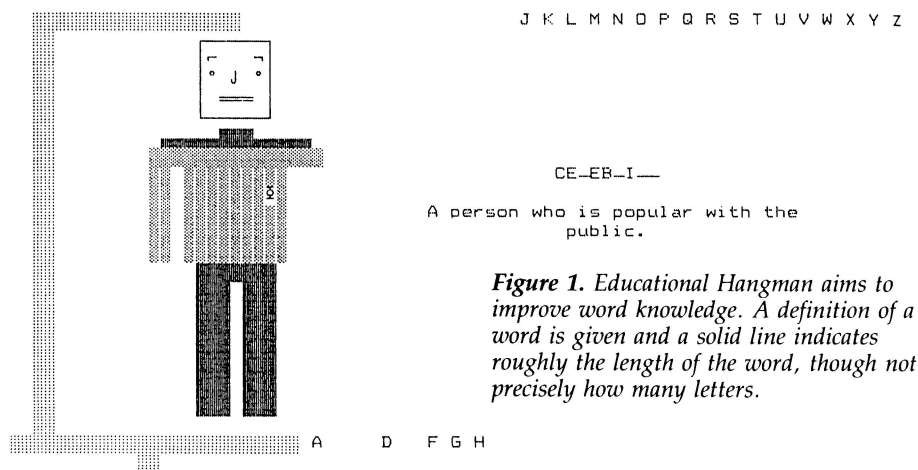 J K L M N O P Q R S T U V W X Y Z
J
CE_EB_I__
A person who is popular with the
public.
Figure 1. Educational Hangman aims to
improve word knowledge. A definition of a
word is given and a solid line indicates
roughly the length of the word, though not
precisely how many letters.
A D F G H